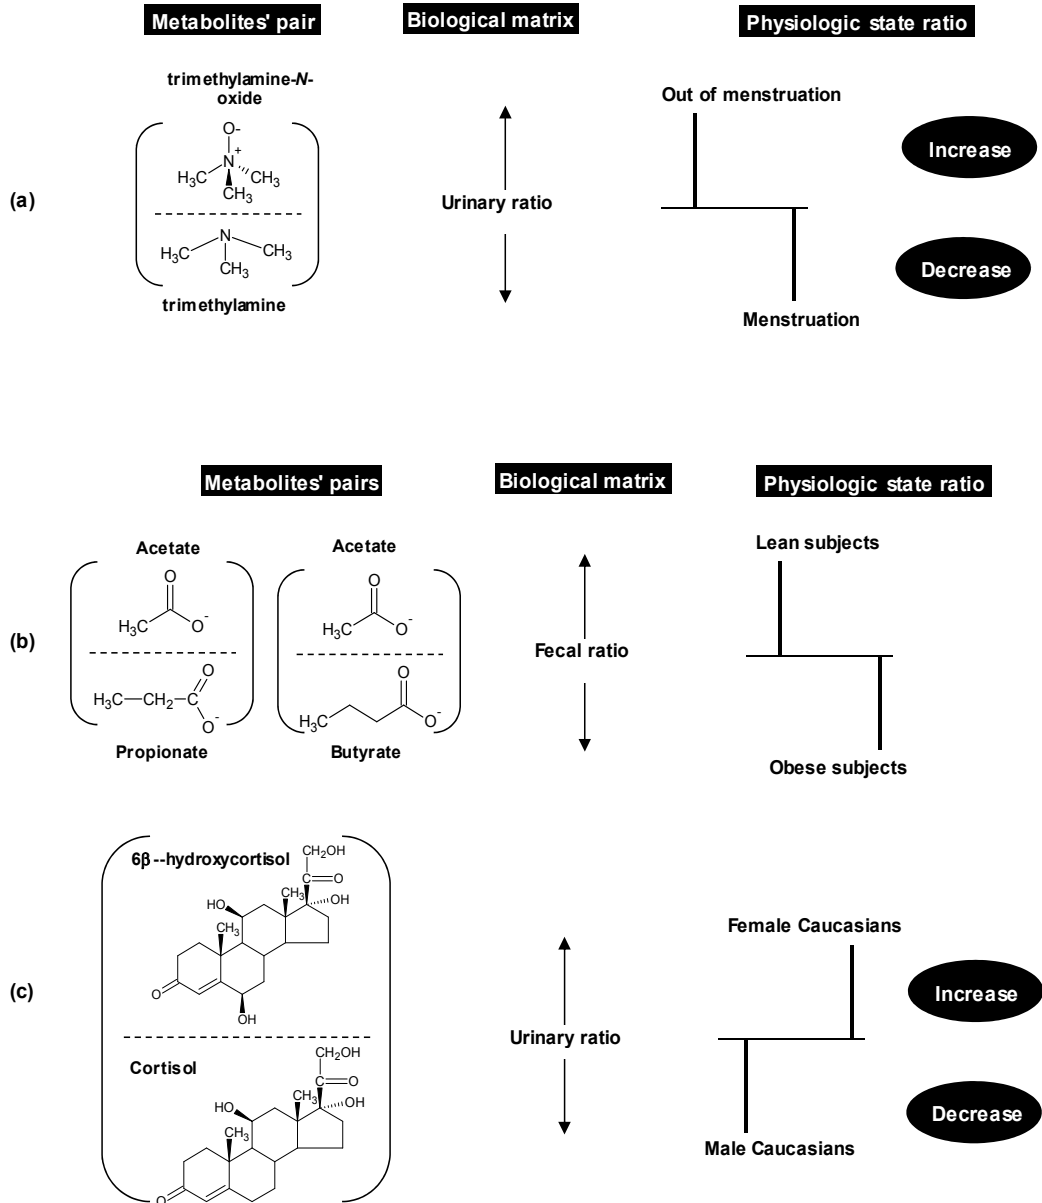 Metabolites' pair
Biological matrix
Physiologic state ratio
trimethylamine-N-
oxide
Out of menstruation
O-
N
+
H3C
CH3
CH3
Increase
(a)
Urinary ratio
N
H3C
CH3
CH3
Decrease
trimethylamine
Menstruation
Metabolites' pairs
Biological matrix
Physiologic state ratio
Lean subjects
Acetate
Acetate
O
O
H3C
O-
H3C
O-
(b)
Fecal ratio
O
O
H3C—CH2—C
O-
H3C
O-
Propionate
Butyrate
Obese subjects
6β--hydroxycortisol
CH2OH
C=O
CH3
OH
HO
CH3
Female Caucasians
(c)
O
OH
Increase
Urinary ratio
Cortisol
CH2OH
C=O
CH3
OH
HO
CH3
Decrease
Male Caucasians
O